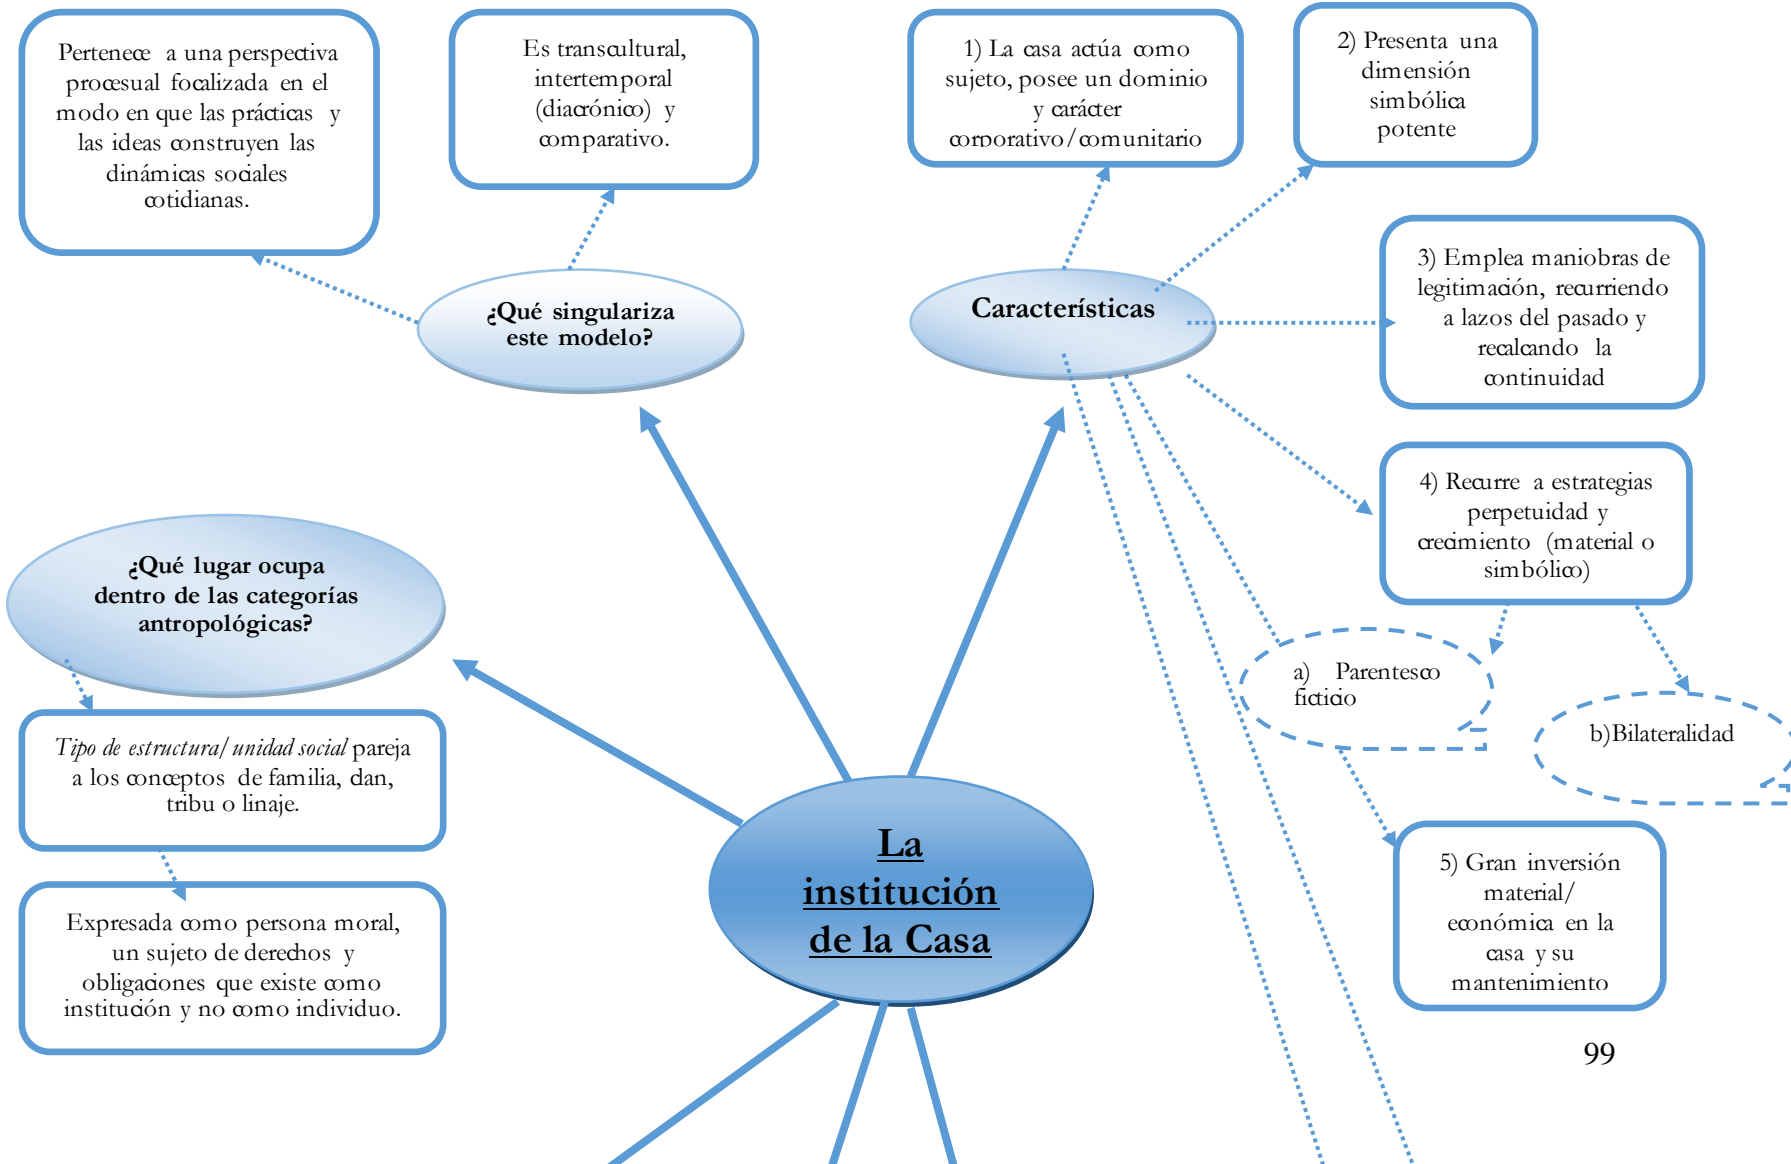 Pertenece a una perspectiva
procesual focalizada en el
modo en que las prácticas y
las ideas construyen las
dinámicas sociales
cotidianas.
Es transcultural,
intertemporal
(diacrónico) y
comparativo.
1) La casa actúa como
sujeto, posee un dominio
y carácter
corporativo/comunitario
2) Presenta una
dimensión
simbólica
potente
3) Emplea maniobras de
legitimación, recurriendo
a lazos del pasado y
recalcando la
continuidad
¿Qué singulariza
este modelo?
Características
4) Recurre a estrategias
perpetuidad y
crecimiento (material o
simbólico)
¿Qué lugar ocupa
dentro de las categorías
antropológicas?
a) Parentesco
ficticio
b)Bilateralidad
Tipo de estructura/unidad social pareja
a los conceptos de familia, clan,
tribu o linaje.
La
institución
de la Casa
5) Gran inversión
material/
económica en la
casa y su
mantenimiento
Expresada como persona moral,
un sujeto de derechos y
obligaciones que existe como
institución y no como individuo.
99